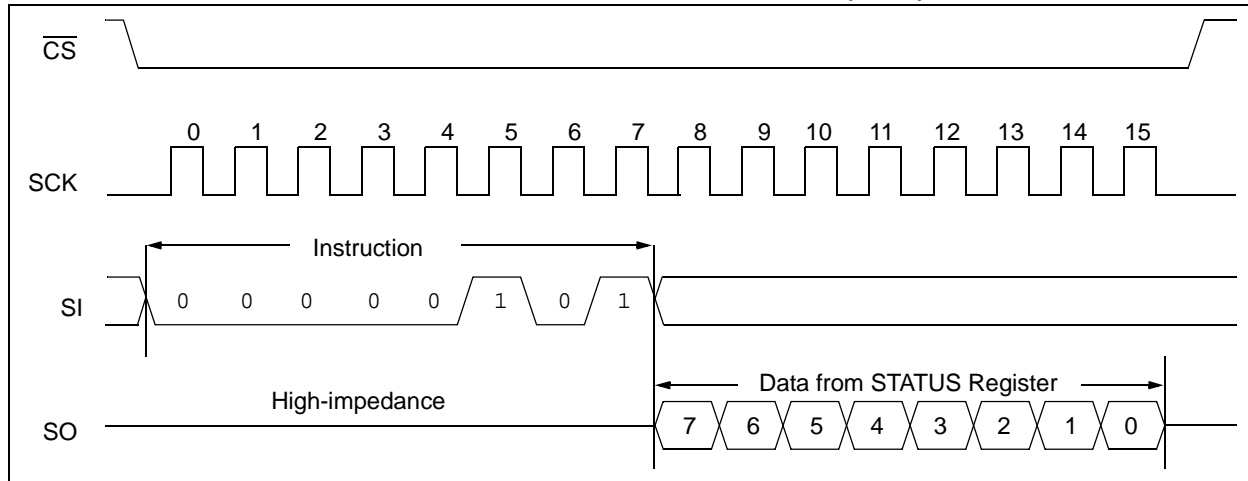 CS
0 1 2 3 4 5 6 7 8 9 10 11 12 13 14 15
SCK
Instruction
SI 0 0 0 0 0 1 0 1
Data from STATUS Register
High-impedance
SO 7 6 5 4 3 2 1 0